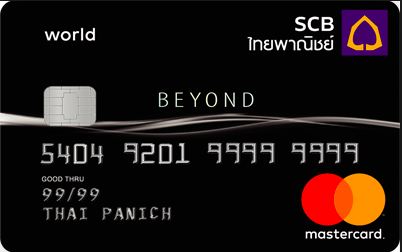 world
SCB
ไทยพาณิชย์
BEYOND
5404 9201 9999 9999
GOOD THRU
99/99
THAI PANICH
mastercard.